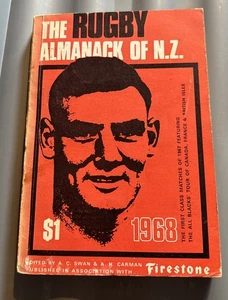 THE RUGBY
ALMANACK OF N.Z.
THE FIRST CLASS MATCHES OF 1967 FEATURING
THE ALL BLACKS' TOUR OF CANADA, FRANCE & BRITISH ISLES
$1
1968
EDITED BY A. C. SWAN & A. H. CARMAN
PUBLISHED IN ASSOCIATION WITH Firestone